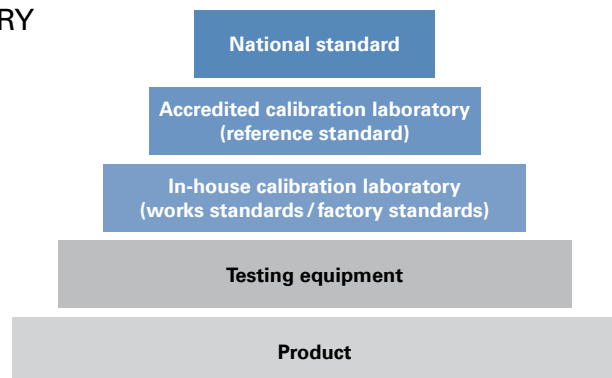 RY
National standard
Accredited calibration laboratory
(reference standard)
In-house calibration laboratory
(works standards / factory standards)
Testing equipment
Product